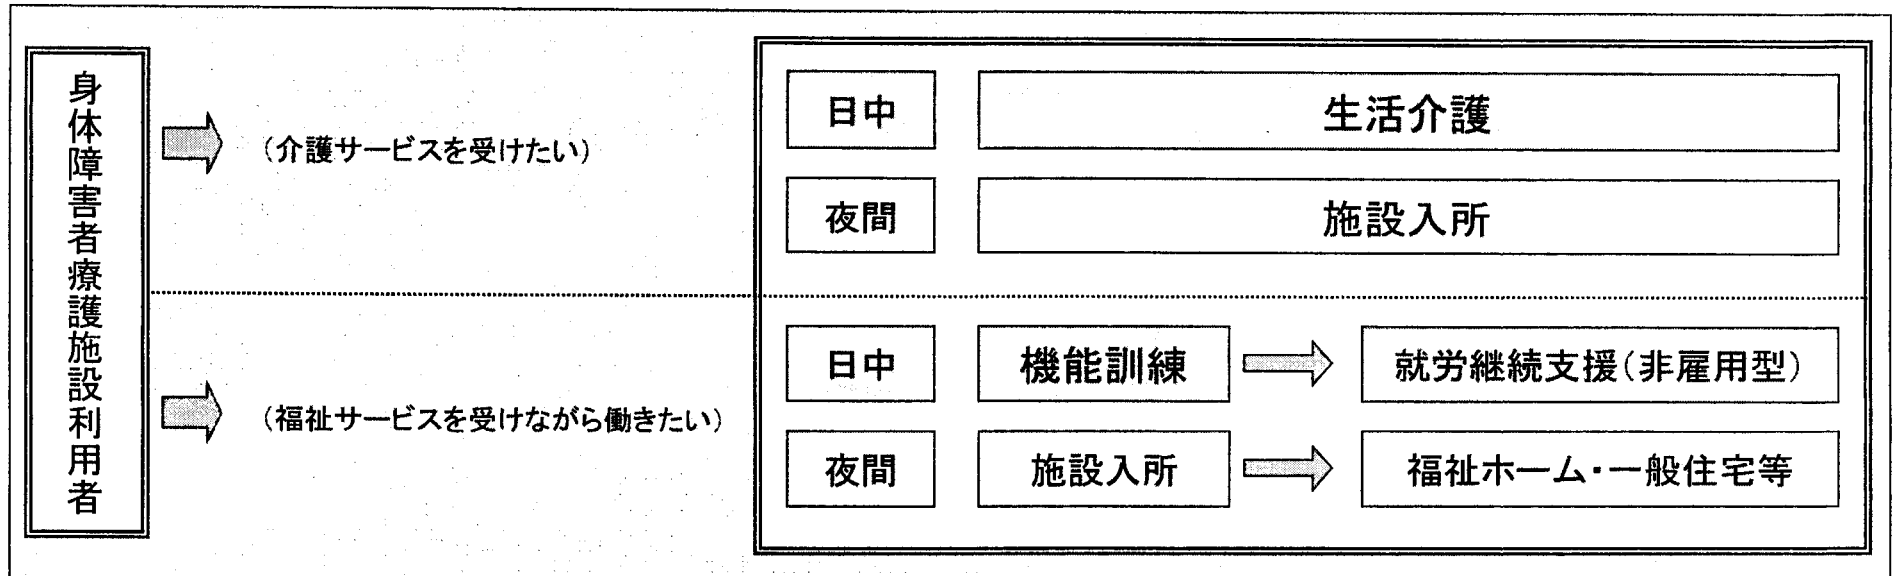 身体障害者療護施設利用者
(介護サービスを受けたい)
日中
生活介護
夜間
施設入所
(福祉サービスを受けながら働きたい)
日中
機能訓練
就労継続支援(非雇用型)
夜間
施設入所
福祉ホーム・一般住宅等